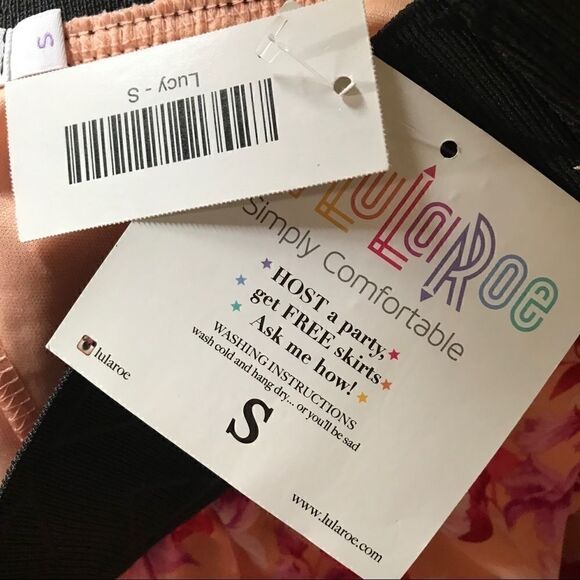 S
Lucy - S
LuLaRoe
Simply Comfortable
HOST a party,
get FREE skirts
Ask me how!
WASHING INSTRUCTIONS
wash cold and hang dry... or you'll be sad
S
lularoe
www.lularoe.com